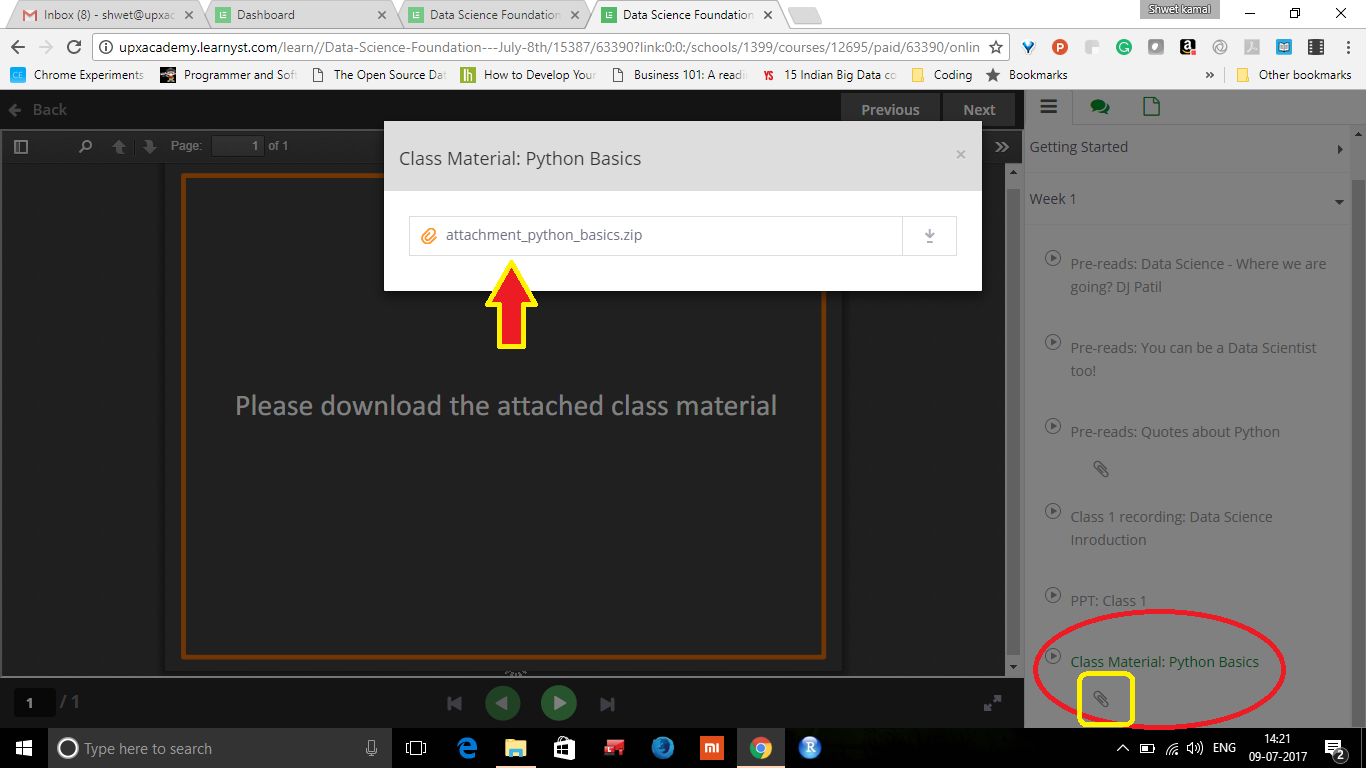 Inbox (8) - shwet@upxac
Dashboard
Data Science Foundation
Data Science Foundation
Shwet kamal
upxacademy.learnyst.com/learn//Data-Science-Foundation---July-8th/15387/63390?link:0:0:/schools/1399/courses/12695/paid/63390/onlin
Chrome Experiments
Programmer and Soft
The Open Source Dat
How to Develop Your
Business 101: A readi
15 Indian Big Data co
Coding
Bookmarks
»
Other bookmarks
Back
Previous
Next
Page:
1
of 1
Class Material: Python Basics
×
attachment_python_basics.zip
Please download the attached class material
1
/ 1
Getting Started
Week 1
Pre-reads: Data Science - Where we are
going? DJ Patil
Pre-reads: You can be a Data Scientist
too!
Pre-reads: Quotes about Python
Class 1 recording: Data Science
Inroduction
PPT: Class 1
Class Material: Python Basics
Type here to search
ENG
14:21
09-07-2017
2